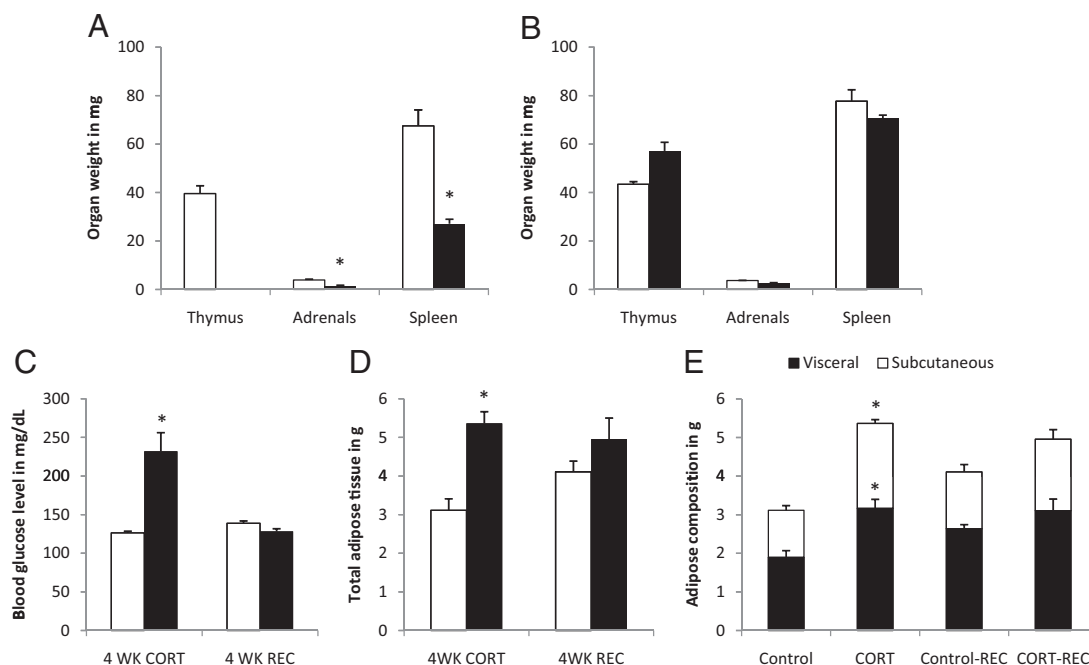 A
Organ weight in mg
100
80
60
40
20
0
*
*
Thymus Adrenals Spleen
B
Organ weight in mg
100
80
60
40
20
0
Thymus Adrenals Spleen
C
Blood glucose level in mg/dL
300
250
200
150
100
50
0
*
4 WK CORT 4 WK REC
D
Total adipose tissue in g
6
5
4
3
2
1
0
*
4WK CORT 4WK REC
E
Visceral Subcutaneous
Adipose composition in g
6
5
4
3
2
1
0
*
*
Control CORT Control-REC CORT-REC